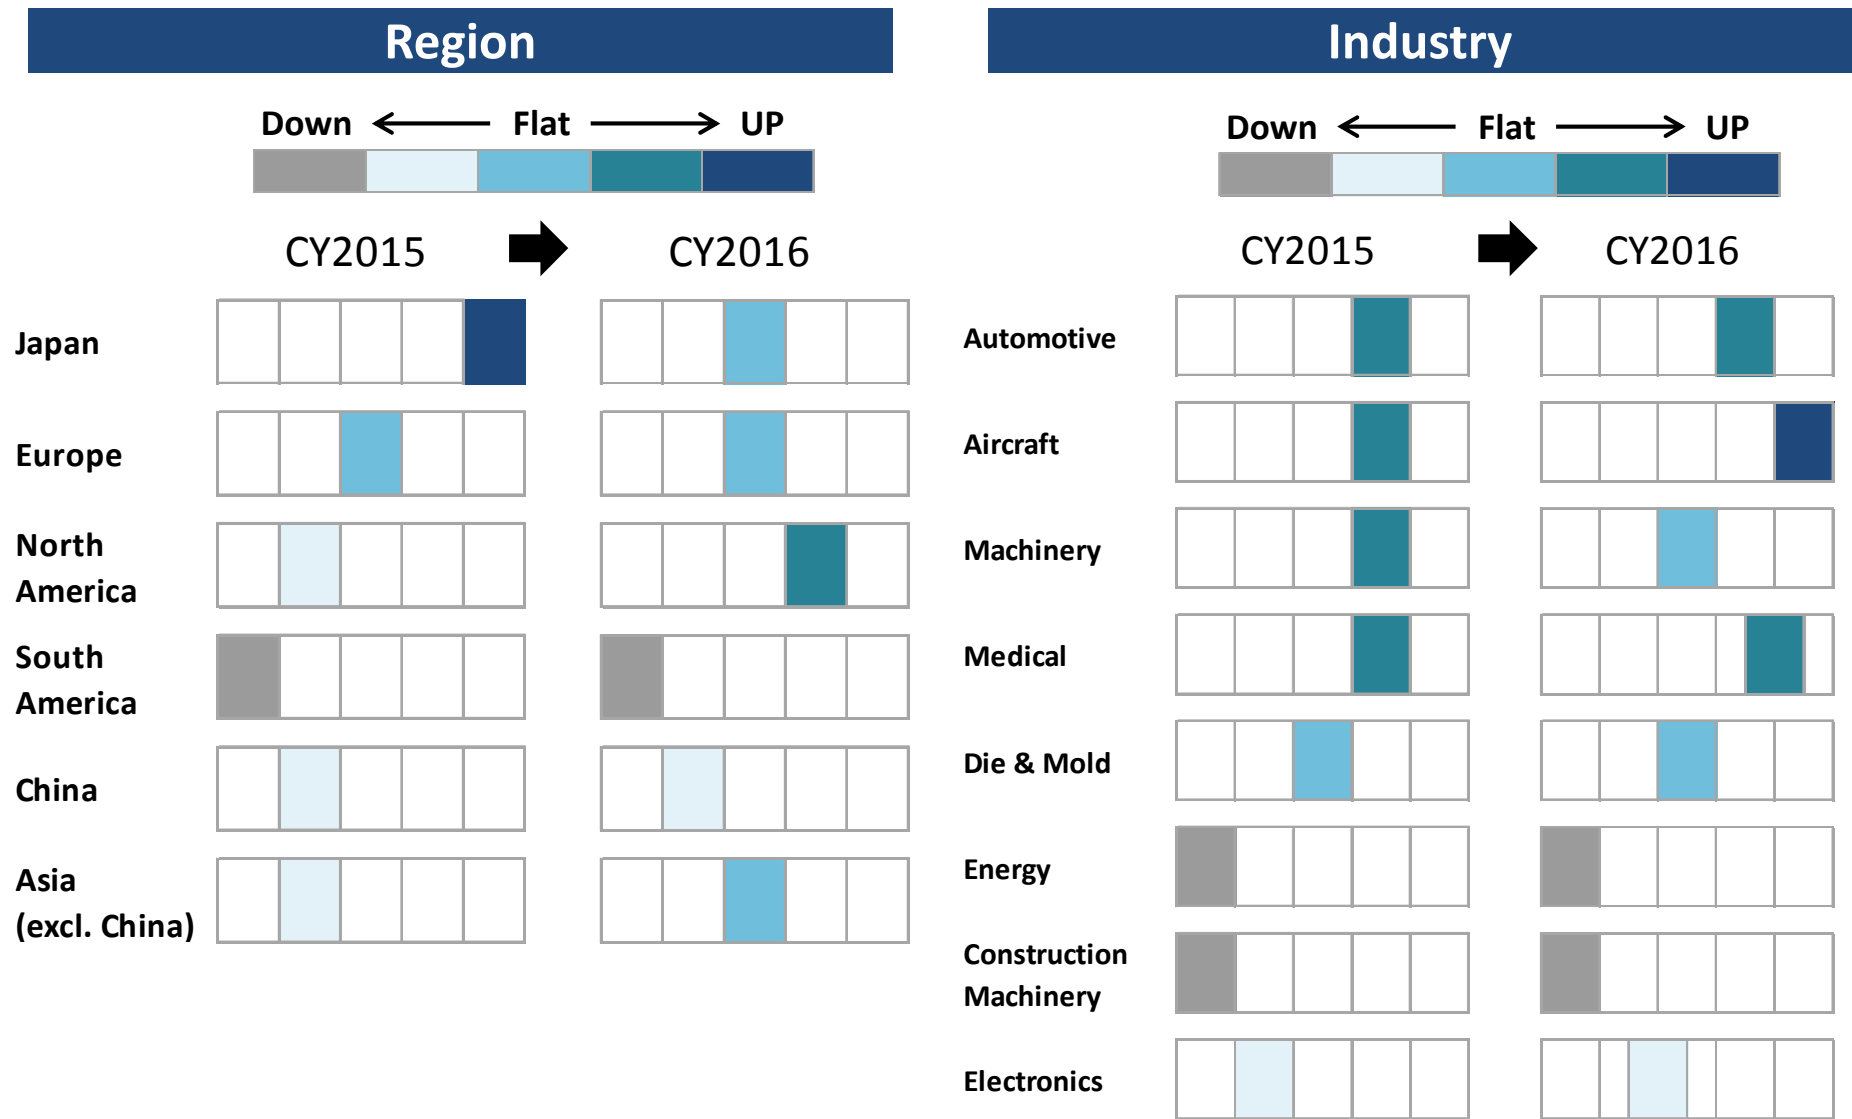 Region
Down Flat UP
CY2015 CY2016
Japan
Europe
North
America
South
America
China
Asia
(excl. China)
Industry
Down Flat UP
CY2015 CY2016
Automotive
Aircraft
Machinery
Medical
Die & Mold
Energy
Construction
Machinery
Electronics